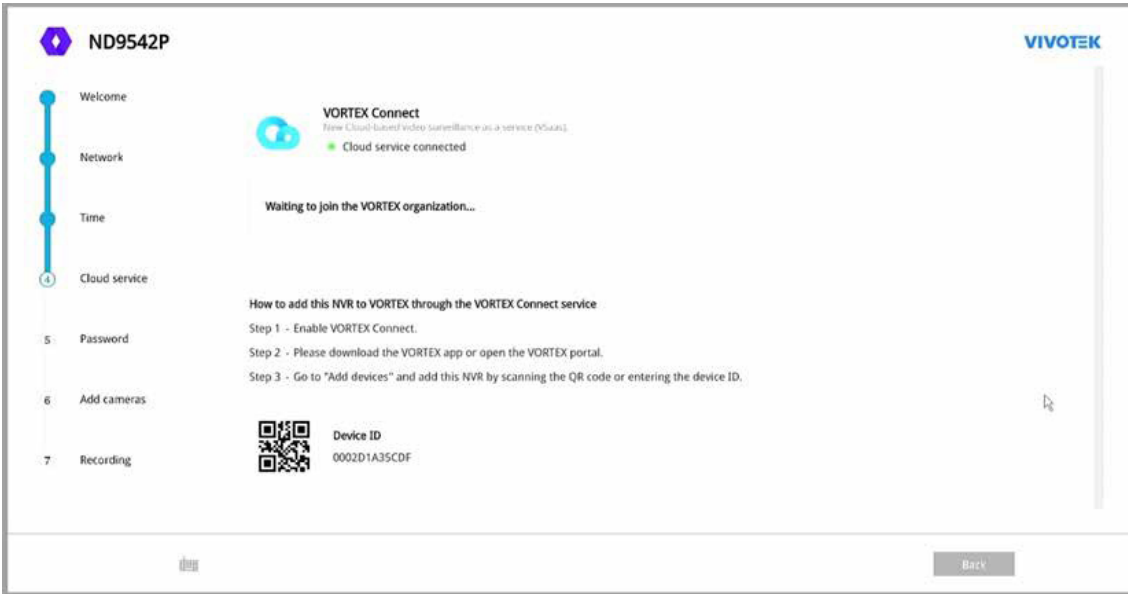 ND9542P
VIVOTEK
Welcome
Network
Time
4 Cloud service
5 Password
6 Add cameras
7 Recording
VORTEX Connect
New Cloud-based video surveillance as a service (VSaaS).
Cloud service connected
Waiting to join the VORTEX organization...
How to add this NVR to VORTEX through the VORTEX Connect service
Step 1 - Enable VORTEX Connect.
Step 2 - Please download the VORTEX app or open the VORTEX portal.
Step 3 - Go to "Add devices" and add this NVR by scanning the QR code or entering the device ID.
Device ID
0002D1A35CDF
Back